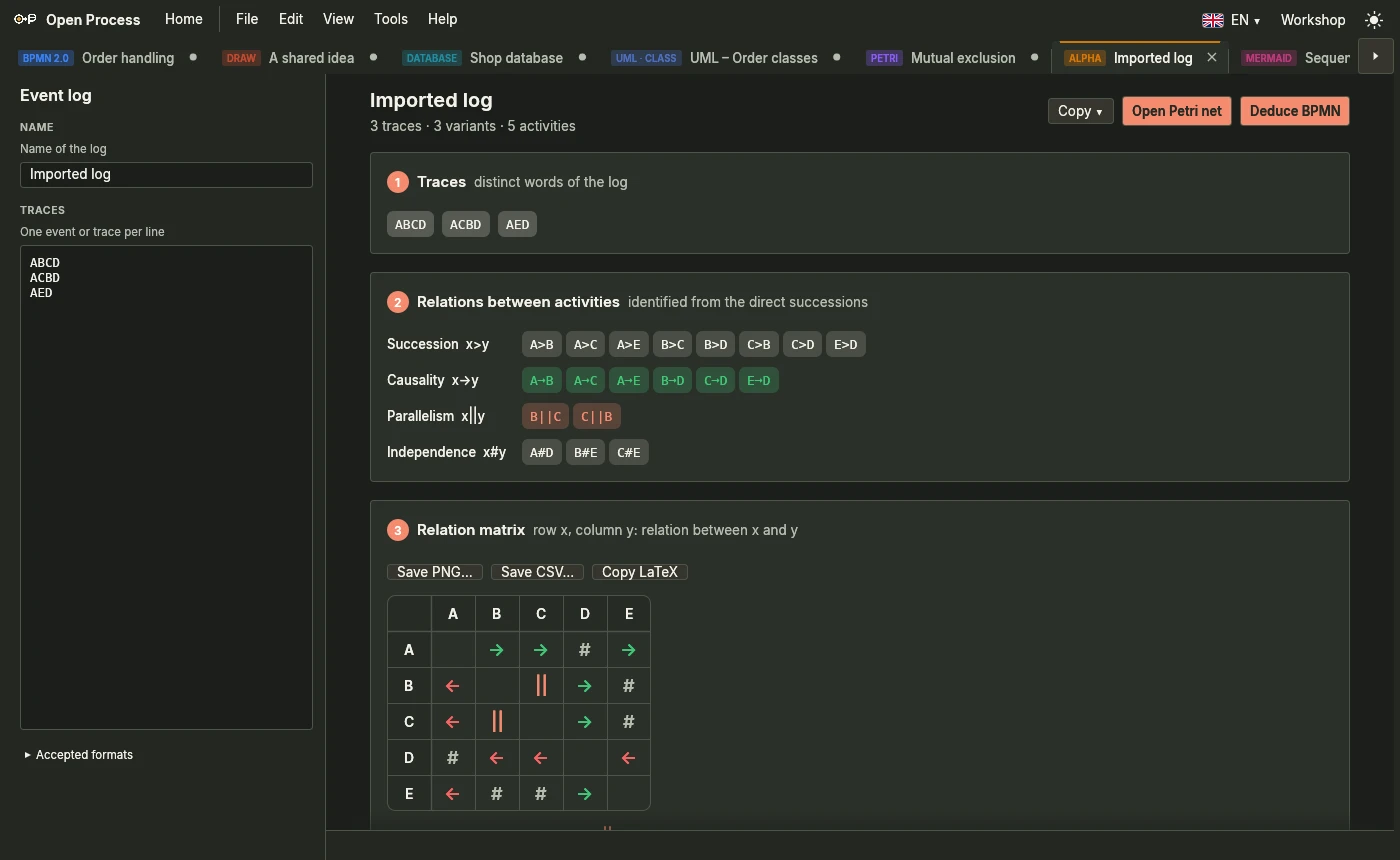 Open Process Home File Edit View Tools Help EN ▾ Workshop
BPMN 2.0 Order handling DRAW A shared idea DATABASE Shop database UML · CLASS UML – Order classes PETRI Mutual exclusion ALPHA Imported log × MERMAID Sequer
Event log
NAME
Name of the log
Imported log
TRACES
One event or trace per line
ABCD
ACBD
AED
Accepted formats
Imported log
3 traces · 3 variants · 5 activities
Copy ▾ Open Petri net Deduce BPMN
1 Traces distinct words of the log
ABCD ACBD AED
2 Relations between activities identified from the direct successions
Succession x>y A>B A>C A>E B>C B>D C>B C>D E>D
Causality x→y A→B A→C A→E B→D C→D E→D
Parallelism x||y B||C C||B
Independence x#y A#D B#E C#E
3 Relation matrix row x, column y: relation between x and y
Save PNG... Save CSV... Copy LaTeX
A B C D E
A → → # →
B ← || → #
C ← || → #
D # ← ← ←
E ← # # →